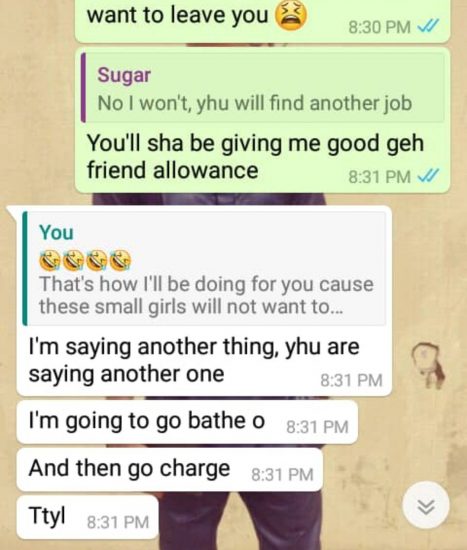 want to leave you 😫
8:30 PM
Sugar
No I won't, yhu will find another job
You'll sha be giving me good geh
friend allowance
8:31 PM
You
🤣🤣🤣🤣
That's how I'll be doing for you cause
these small girls will not want to...
I'm saying another thing, yhu are
saying another one
8:31 PM
I'm going to go bathe o
8:31 PM
And then go charge
8:31 PM
Ttyl
8:31 PM